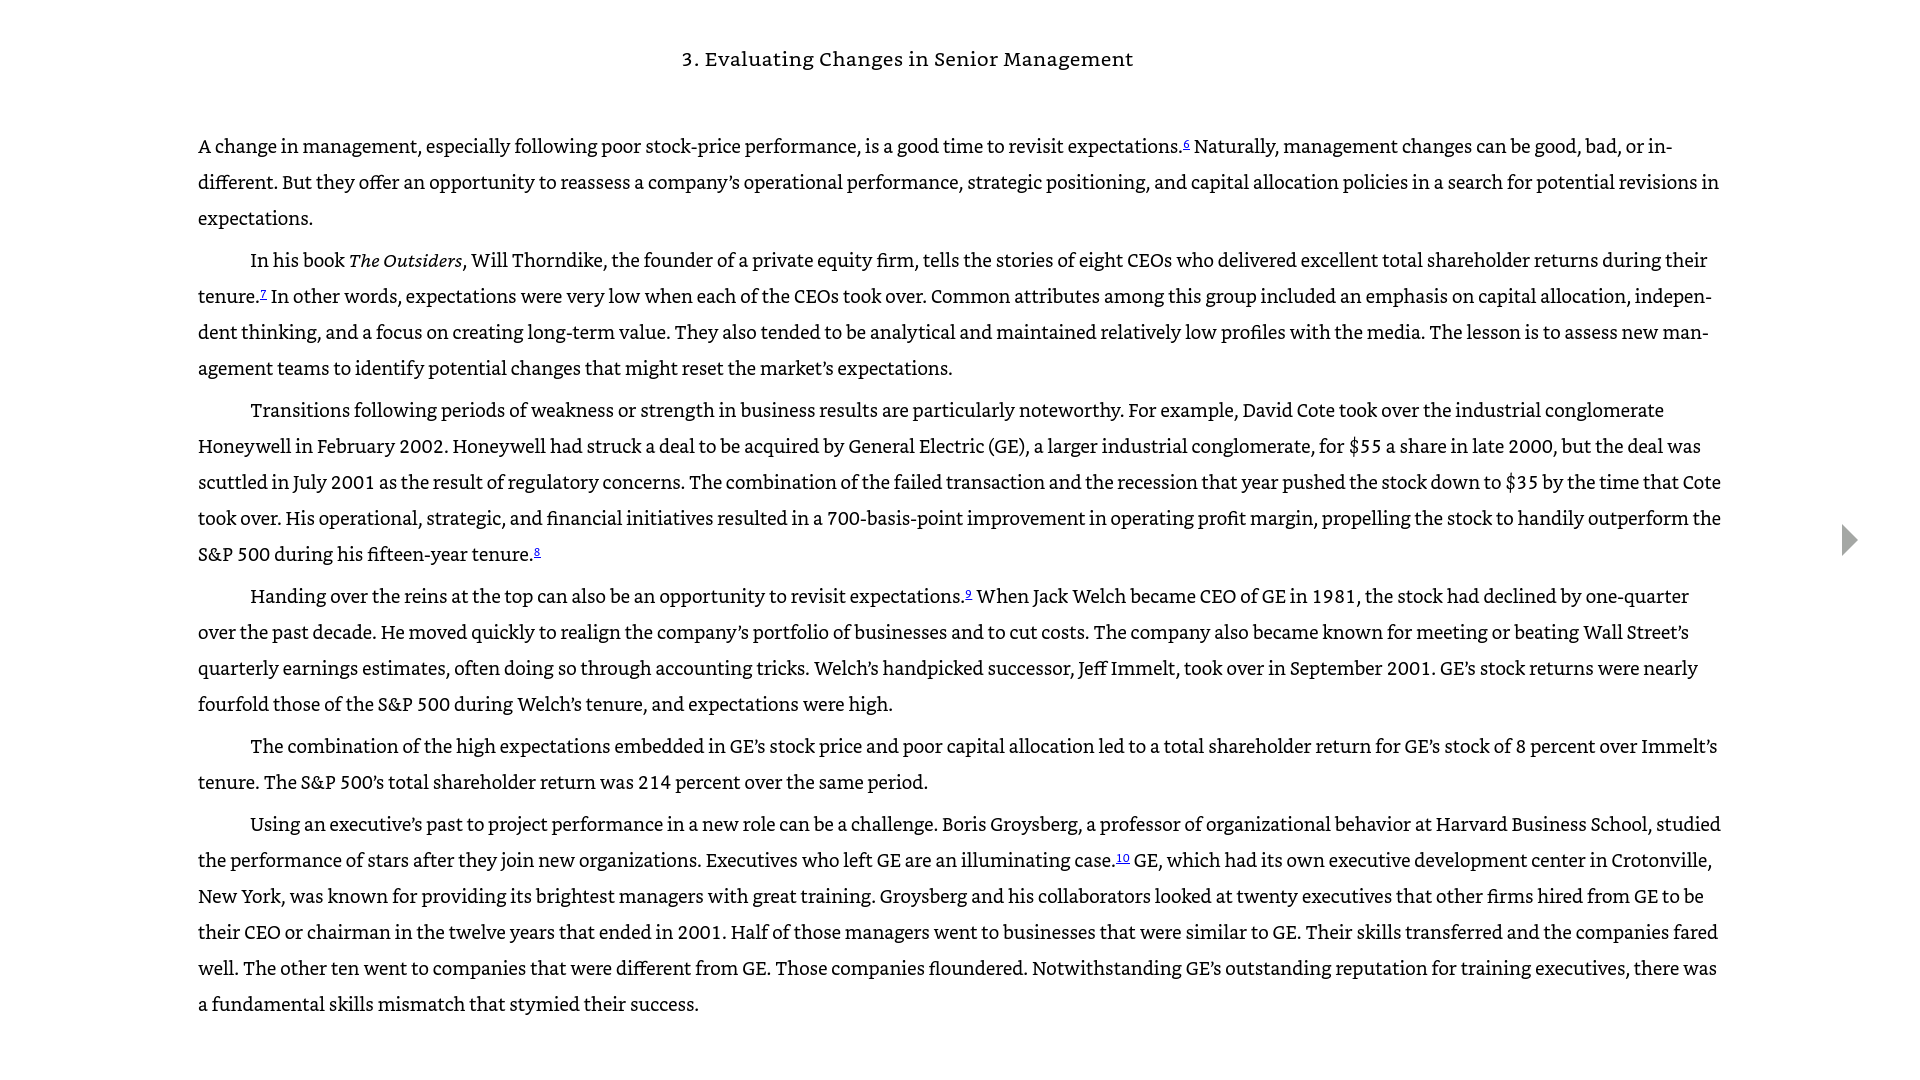 3. Evaluating Changes in Senior Management
A change in management, especially following poor stock-price performance, is a good time to revisit expectations.6 Naturally, management changes can be good, bad, or in-
different. But they offer an opportunity to reassess a company’s operational performance, strategic positioning, and capital allocation policies in a search for potential revisions in
expectations.
In his book The Outsiders, Will Thorndike, the founder of a private equity firm, tells the stories of eight CEOs who delivered excellent total shareholder returns during their
tenure.7 In other words, expectations were very low when each of the CEOs took over. Common attributes among this group included an emphasis on capital allocation, indepen-
dent thinking, and a focus on creating long-term value. They also tended to be analytical and maintained relatively low profiles with the media. The lesson is to assess new man-
agement teams to identify potential changes that might reset the market’s expectations.
Transitions following periods of weakness or strength in business results are particularly noteworthy. For example, David Cote took over the industrial conglomerate
Honeywell in February 2002. Honeywell had struck a deal to be acquired by General Electric (GE), a larger industrial conglomerate, for $55 a share in late 2000, but the deal was
scuttled in July 2001 as the result of regulatory concerns. The combination of the failed transaction and the recession that year pushed the stock down to $35 by the time that Cote
took over. His operational, strategic, and financial initiatives resulted in a 700-basis-point improvement in operating profit margin, propelling the stock to handily outperform the
S&P 500 during his fifteen-year tenure.8
Handing over the reins at the top can also be an opportunity to revisit expectations.9 When Jack Welch became CEO of GE in 1981, the stock had declined by one-quarter
over the past decade. He moved quickly to realign the company’s portfolio of businesses and to cut costs. The company also became known for meeting or beating Wall Street’s
quarterly earnings estimates, often doing so through accounting tricks. Welch’s handpicked successor, Jeff Immelt, took over in September 2001. GE’s stock returns were nearly
fourfold those of the S&P 500 during Welch’s tenure, and expectations were high.
The combination of the high expectations embedded in GE’s stock price and poor capital allocation led to a total shareholder return for GE’s stock of 8 percent over Immelt’s
tenure. The S&P 500’s total shareholder return was 214 percent over the same period.
Using an executive’s past to project performance in a new role can be a challenge. Boris Groysberg, a professor of organizational behavior at Harvard Business School, studied
the performance of stars after they join new organizations. Executives who left GE are an illuminating case.10 GE, which had its own executive development center in Crotonville,
New York, was known for providing its brightest managers with great training. Groysberg and his collaborators looked at twenty executives that other firms hired from GE to be
their CEO or chairman in the twelve years that ended in 2001. Half of those managers went to businesses that were similar to GE. Their skills transferred and the companies fared
well. The other ten went to companies that were different from GE. Those companies floundered. Notwithstanding GE’s outstanding reputation for training executives, there was
a fundamental skills mismatch that stymied their success.